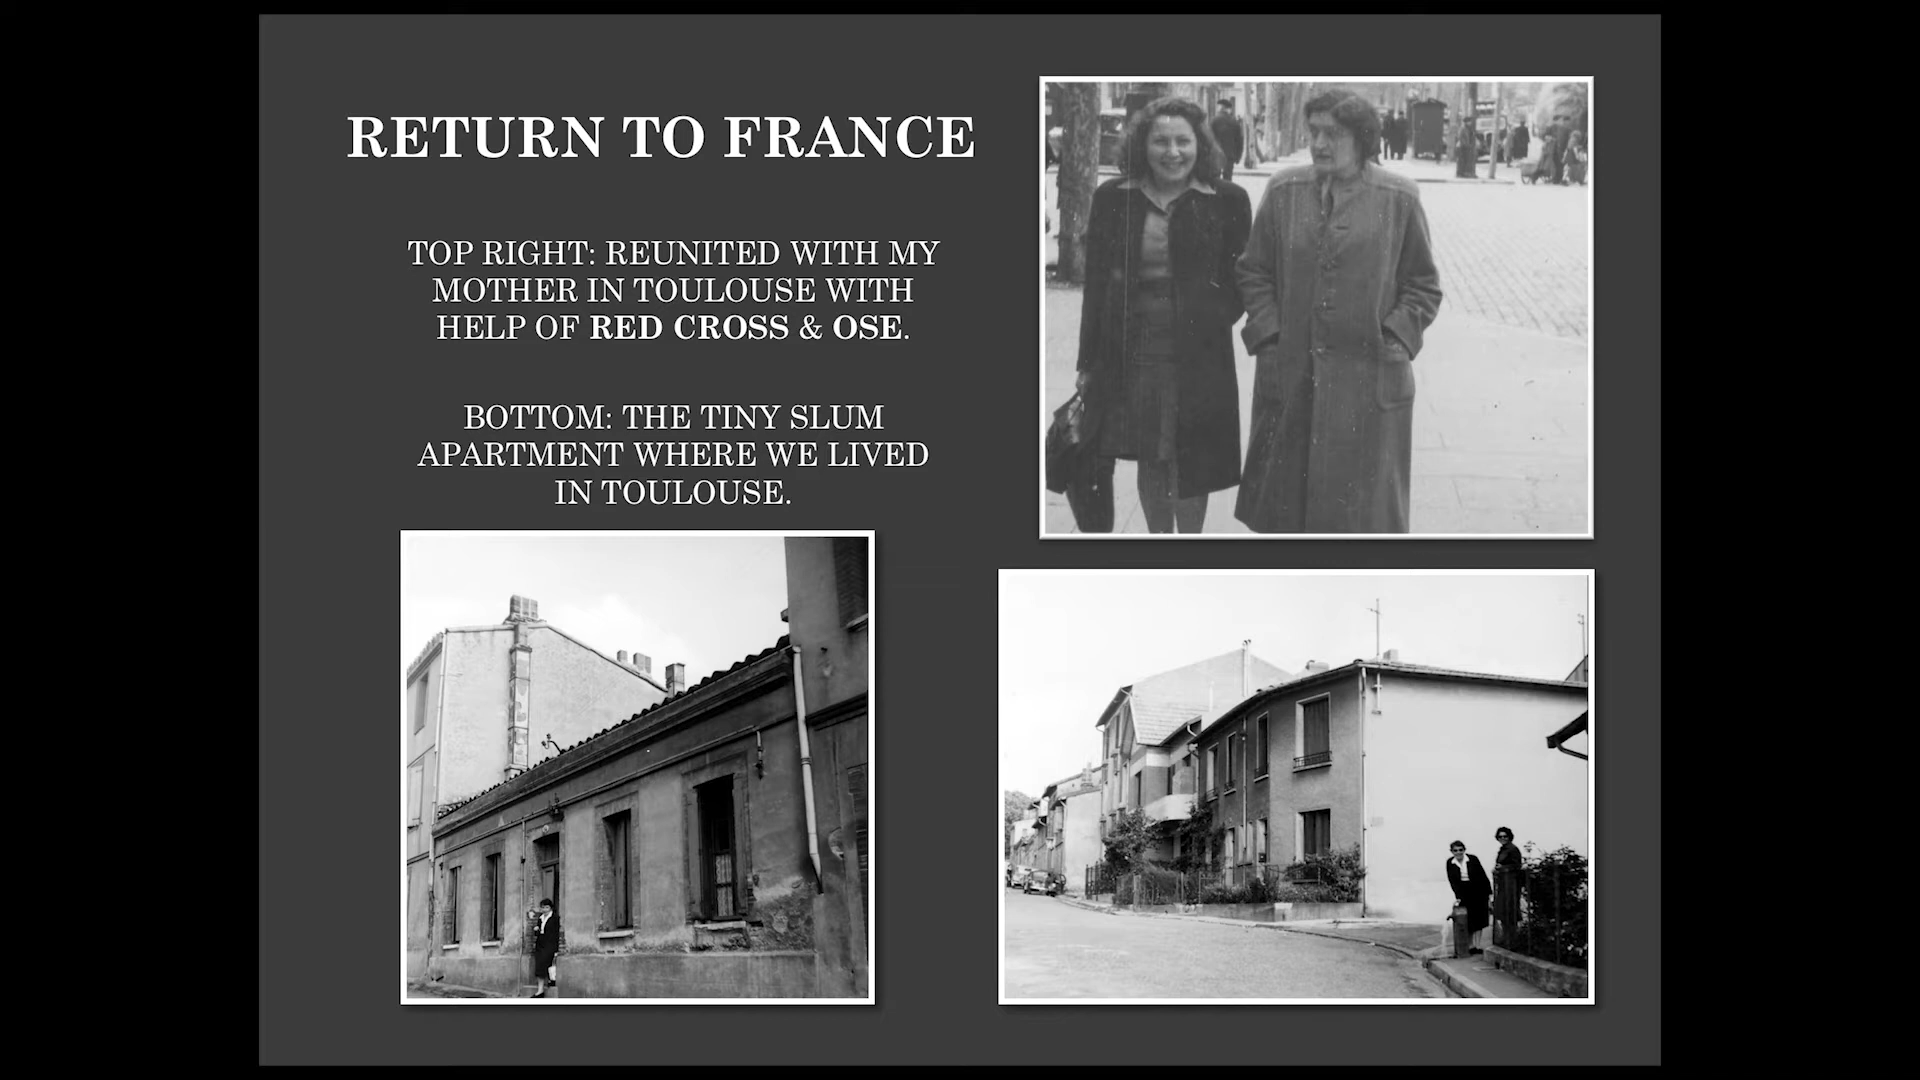 RETURN TO FRANCE
TOP RIGHT: REUNITED WITH MY
MOTHER IN TOULOUSE WITH
HELP OF RED CROSS & OSE.
BOTTOM: THE TINY SLUM
APARTMENT WHERE WE LIVED
IN TOULOUSE.